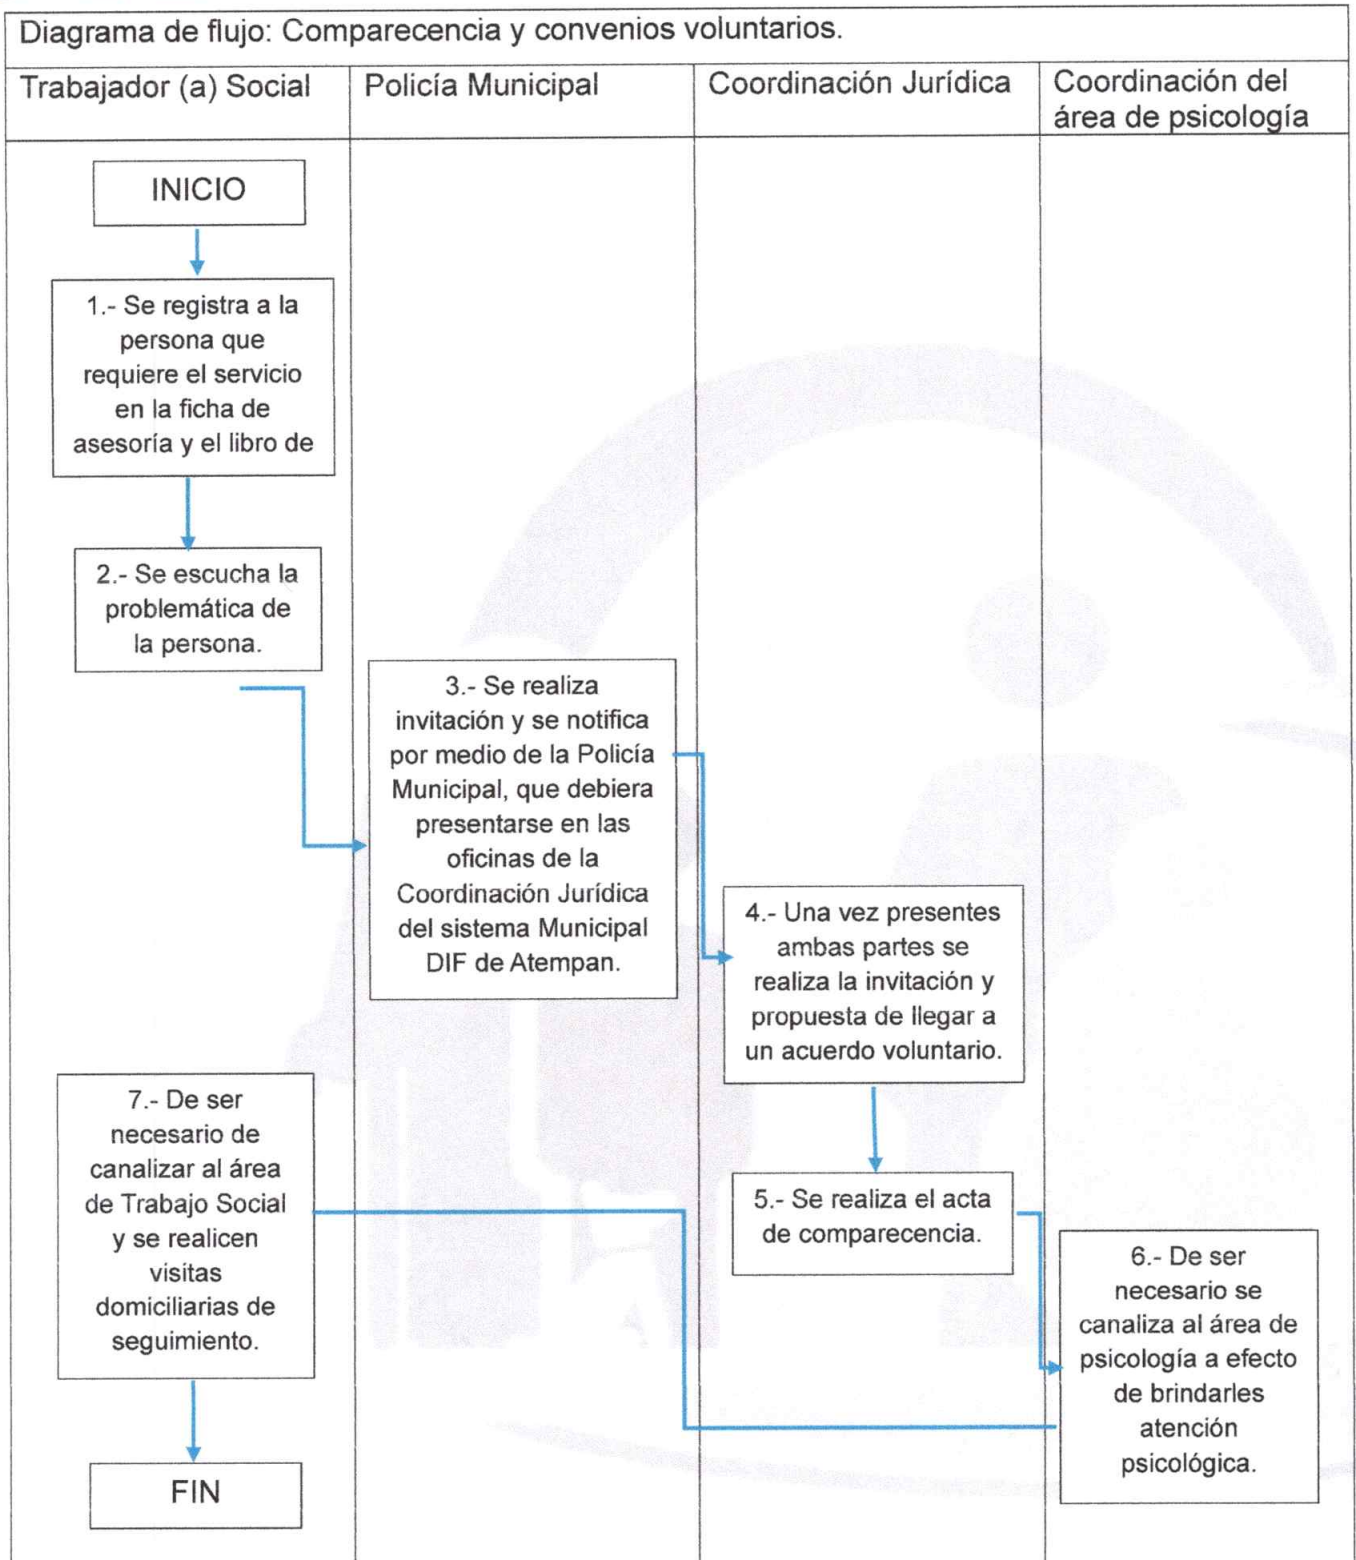 Diagrama de flujo: Comparecencia y convenios voluntarios.
Trabajador (a) Social
Policía Municipal
Coordinación Jurídica
Coordinación del
área de psicología
INICIO
1.- Se registra a la
persona que
requiere el servicio
en la ficha de
asesoría y el libro de
2.- Se escucha la
problemática de
la persona.
3.- Se realiza
invitación y se notifica
por medio de la Policía
Municipal, que debiera
presentarse en las
oficinas de la
Coordinación Jurídica
del sistema Municipal
DIF de Atempan.
4.- Una vez presentes
ambas partes se
realiza la invitación y
propuesta de llegar a
un acuerdo voluntario.
5.- Se realiza el acta
de comparecencia.
6.- De ser
necesario se
canaliza al área de
psicología a efecto
de brindarles
atención
psicológica.
7.- De ser
necesario de
canalizar al área
de Trabajo Social
y se realicen
visitas
domiciliarias de
seguimiento.
FIN